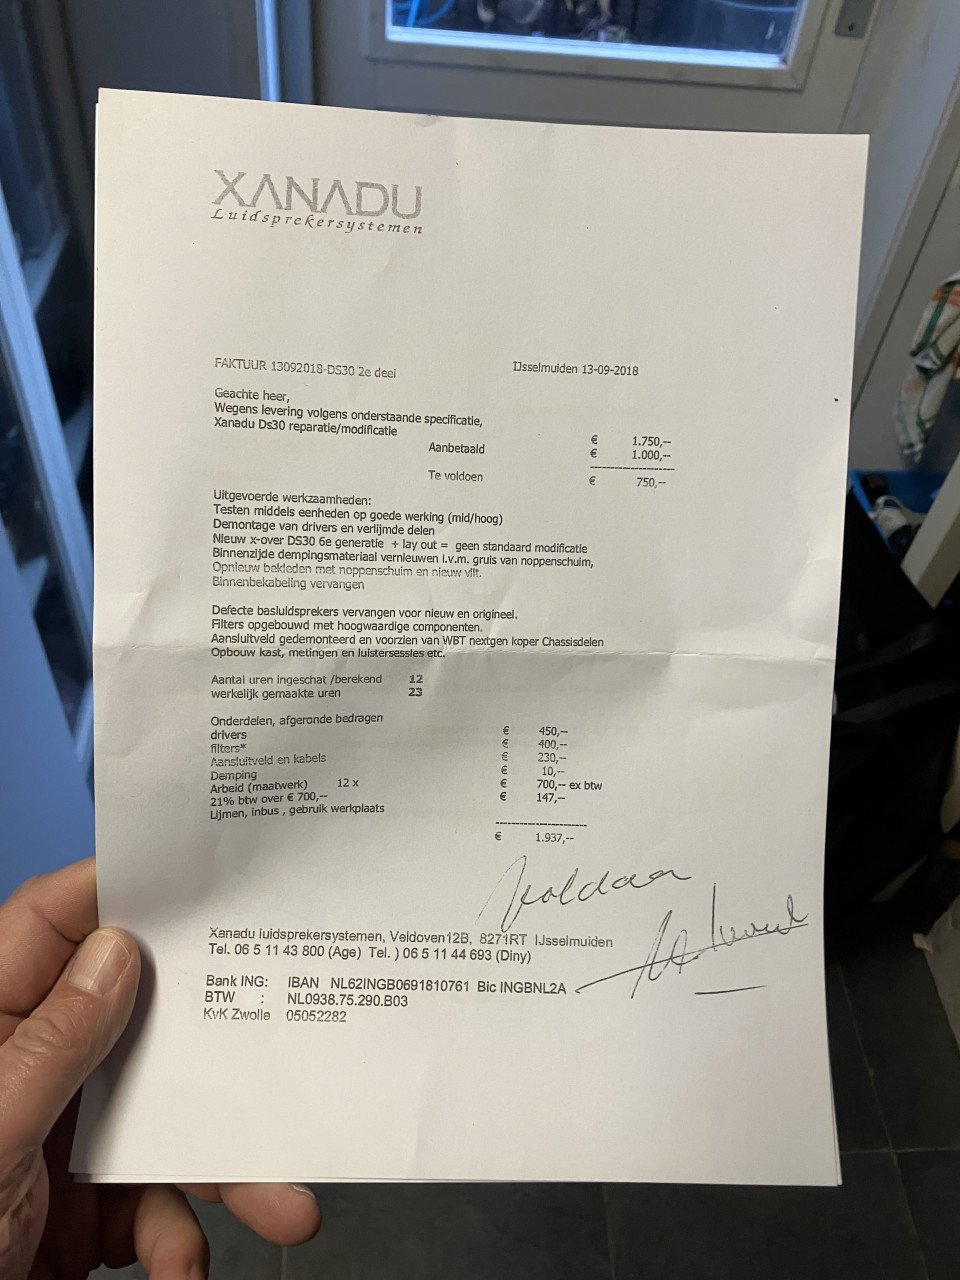 XANADU
Luidsprekersystemen
FAKTUUR 13092018-DS30 2e deel IJsselmuiden 13-09-2018
Geachte heer,
Wegens levering volgens onderstaande specificatie,
Xanadu Ds30 reparatie/modificatie € 1.750,--
Aanbetaald € 1.000,--
------------------------
Te voldoen € 750,--
Uitgevoerde werkzaamheden:
Testen middels eenheden op goede werking (mid/hoog)
Demontage van drivers en verlijmde delen
Nieuw x-over DS30 6e generatie + lay out = geen standaard modificatie
Binnenzijde dempingsmateriaal vernieuwen i.v.m. gruis van noppenschuim,
Opnieuw bekleden met noppenschuim en nieuw vilt.
Binnenbekabeling vervangen
Defecte basluidsprekers vervangen voor nieuw en origineel.
Filters opgebouwd met hoogwaardige componenten.
Aansluitveld gedemonteerd en voorzien van WBT nextgen koper Chassisdelen
Opbouw kast, metingen en luistersessies etc.
Aantal uren ingeschat /berekend 12
werkelijk gemaakte uren 23
Onderdelen, afgeronde bedragen
drivers € 450,--
filters* € 400,--
Aansluitveld en kabels € 230,--
Demping € 10,--
Arbeid (maatwerk) 12 x € 700,-- ex btw
21% btw over € 700,-- € 147,--
Lijmen, inbus , gebruik werkplaats
--------------------------
€ 1.937,--
Voldaan
Xanadu luidsprekersystemen, Veldoven12B, 8271RT IJsselmuiden
Tel. 06 5 11 43 800 (Age) Tel. ) 06 5 11 44 693 (Diny)
Bank ING: IBAN NL62INGB0691810761 Bic INGBNL2A
BTW : NL0938.75.290.B03
KvK Zwolle 05052282